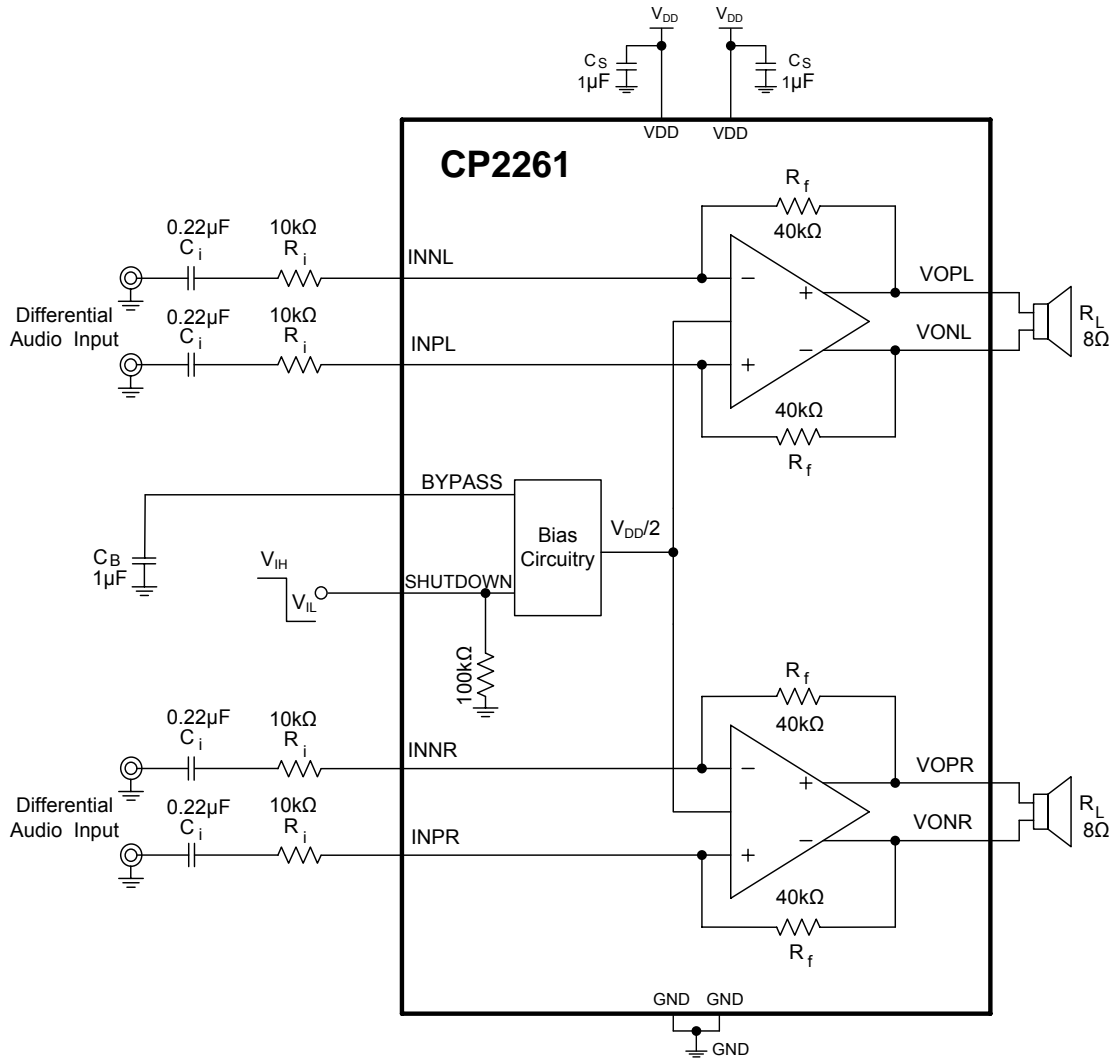 VDD VDD
CS
1µF
CS
1µF
VDD VDD
CP2261
Rf
40kΩ
0.22µF
Ci
10kΩ
Ri
INNL
−
+
VOPL
Differential
Audio Input
0.22µF
Ci
10kΩ
Ri
INPL
+
−
VONL
RL
8Ω
40kΩ
Rf
BYPASS
Bias
Circuitry
VDD/2
CB
1µF
VIH
VIL
SHUTDOWN
100kΩ
Rf
40kΩ
0.22µF
Ci
10kΩ
Ri
INNR
−
+
VOPR
Differential
Audio Input
0.22µF
Ci
10kΩ
Ri
INPR
+
−
VONR
RL
8Ω
40kΩ
Rf
GND GND
GND